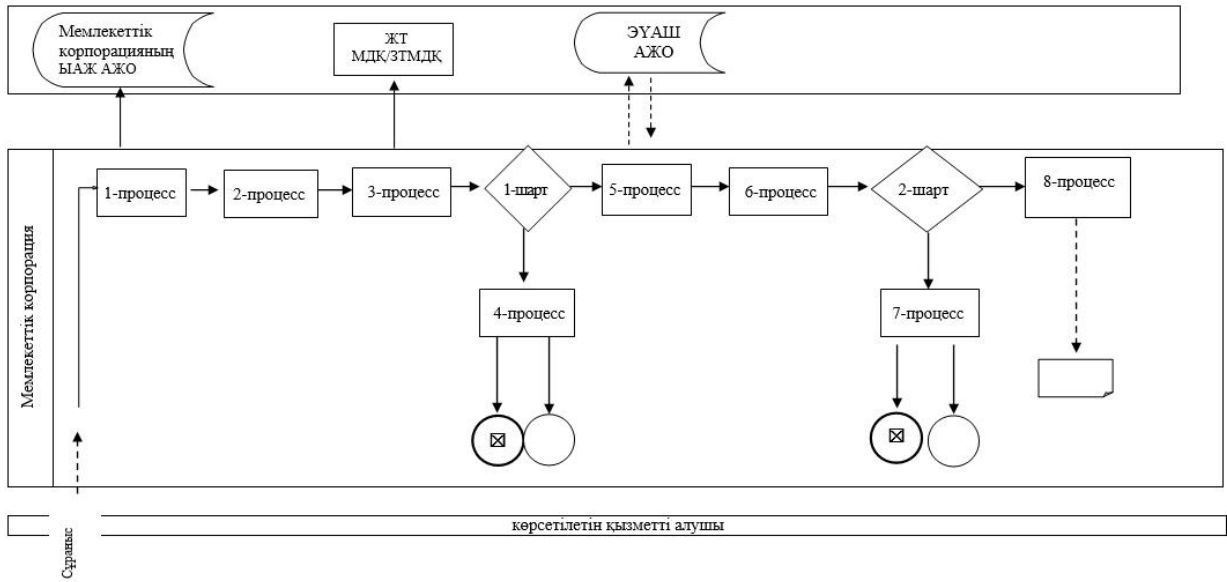 Мемлекеттік
корпорацияның
ЫАЖ АЖО
ЖТ
МДҚ/ЗТМДҚ
ЭҮАШ
АЖО
Мемлекеттік корпорация
1-процесс
2-процесс
3-процесс
1-шарт
5-процесс
6-процесс
2-шарт
8-процесс
4-процесс
7-процесс
көрсетілетін қызметті алушы
Сұраныс